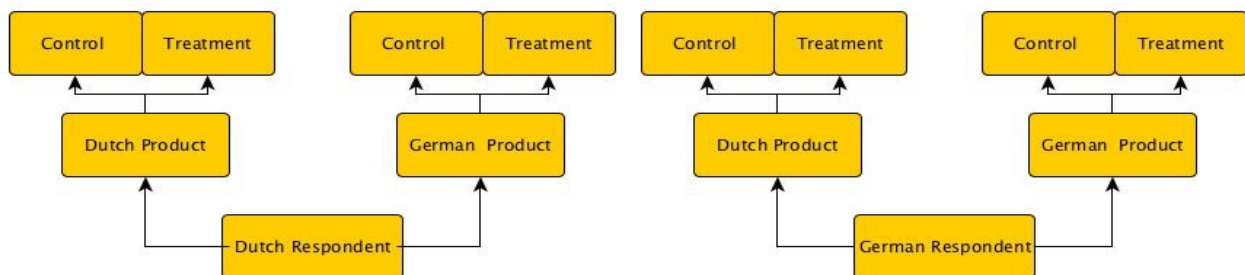 Control Treatment Control Treatment Control Treatment Control Treatment
Dutch Product German Product Dutch Product German Product
Dutch Respondent German Respondent